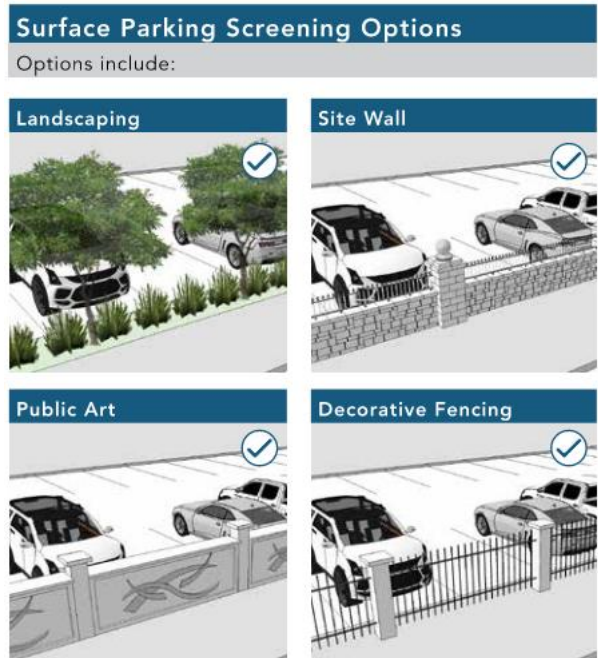 Surface Parking Screening Options
Options include:
Landscaping
Site Wall
Public Art
Decorative Fencing